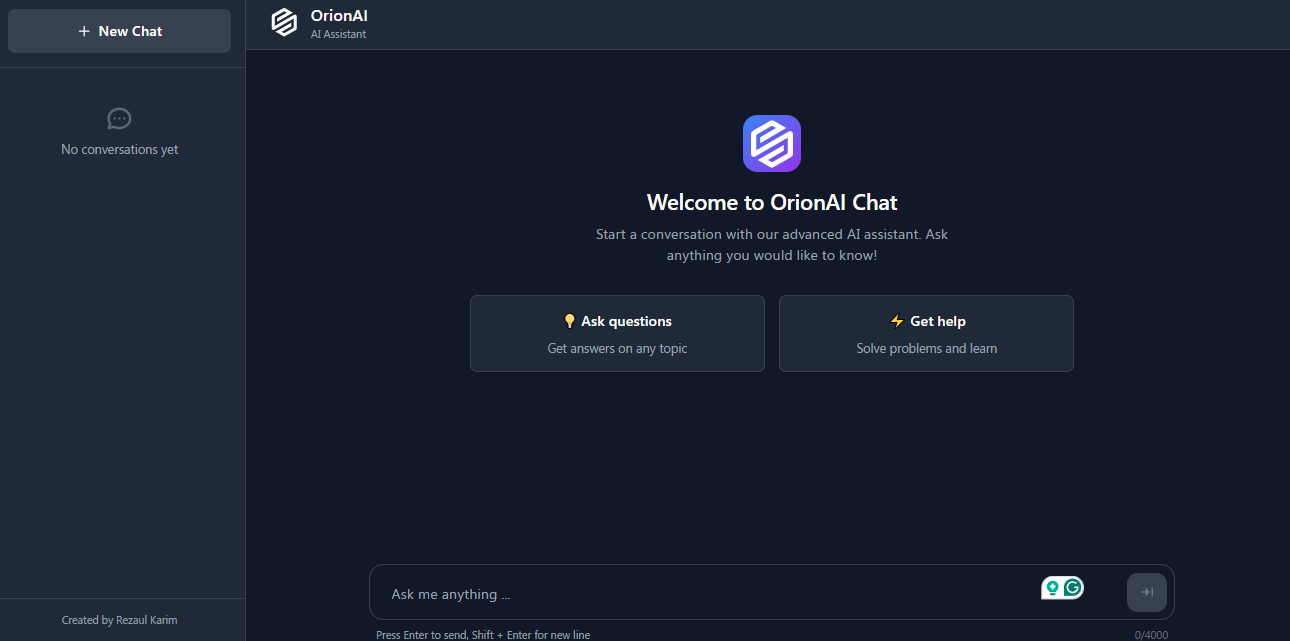 + New Chat
No conversations yet
Created by Rezaul Karim
OrionAI
AI Assistant
Welcome to OrionAI Chat
Start a conversation with our advanced AI assistant. Ask
anything you would like to know!
💡 Ask questions
Get answers on any topic
⚡ Get help
Solve problems and learn
Ask me anything ...
Press Enter to send, Shift + Enter for new line
0/4000